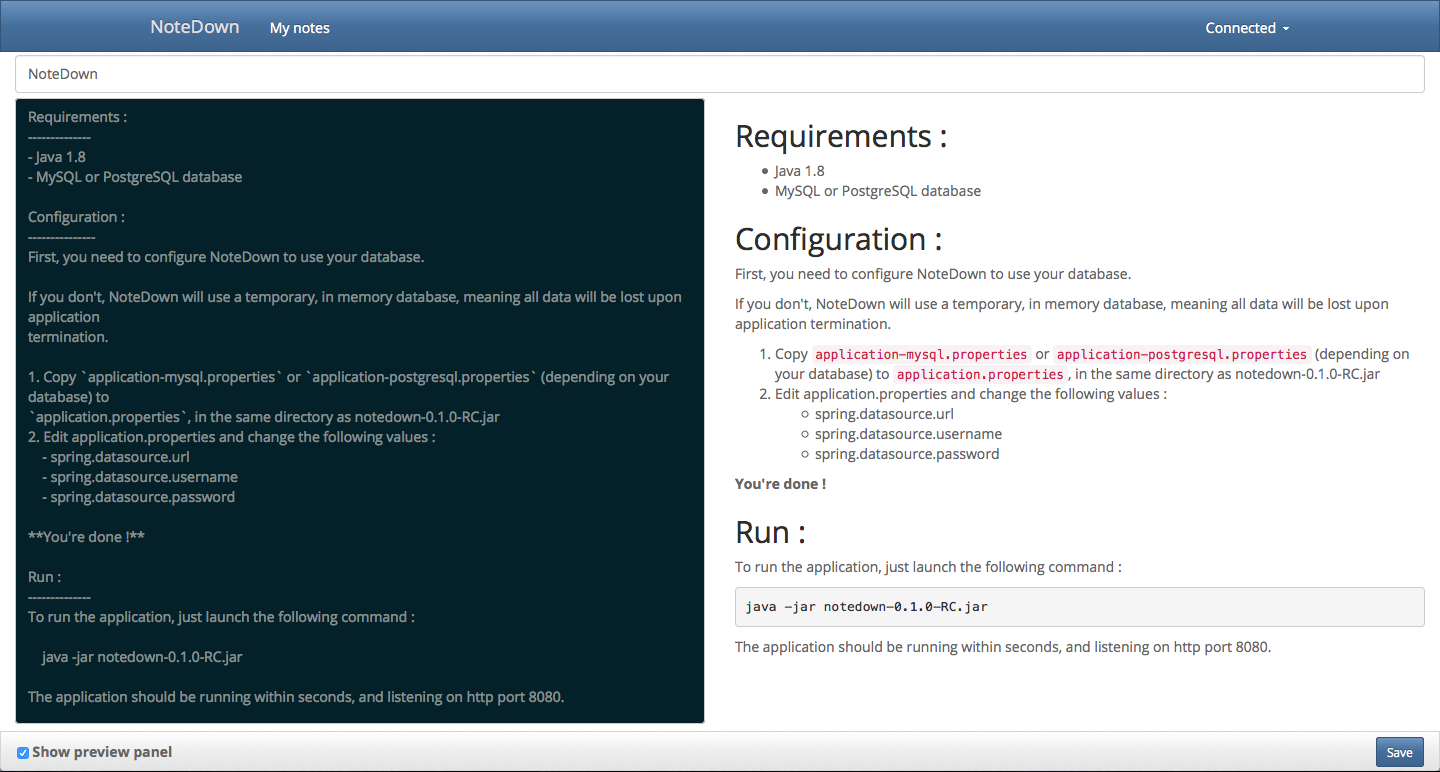 NoteDown My notes Connected
NoteDown
Requirements :
--------------
- Java 1.8
- MySQL or PostgreSQL database
Configuration :
---------------
First, you need to configure NoteDown to use your database.
If you don't, NoteDown will use a temporary, in memory database, meaning all data will be lost upon
application
termination.
1. Copy `application-mysql.properties` or `application-postgresql.properties` (depending on your
database) to
`application.properties`, in the same directory as notedown-0.1.0-RC.jar
2. Edit application.properties and change the following values :
- spring.datasource.url
- spring.datasource.username
- spring.datasource.password
**You're done !**
Run :
--------------
To run the application, just launch the following command :
java -jar notedown-0.1.0-RC.jar
The application should be running within seconds, and listening on http port 8080.
Requirements :
• Java 1.8
• MySQL or PostgreSQL database
Configuration :
First, you need to configure NoteDown to use your database.
If you don't, NoteDown will use a temporary, in memory database, meaning all data will be lost upon
application termination.
1. Copy application-mysql.properties or application-postgresql.properties (depending on
your database) to application.properties, in the same directory as notedown-0.1.0-RC.jar
2. Edit application.properties and change the following values :
◦ spring.datasource.url
◦ spring.datasource.username
◦ spring.datasource.password
You're done !
Run :
To run the application, just launch the following command :
java -jar notedown-0.1.0-RC.jar
The application should be running within seconds, and listening on http port 8080.
Show preview panel Save